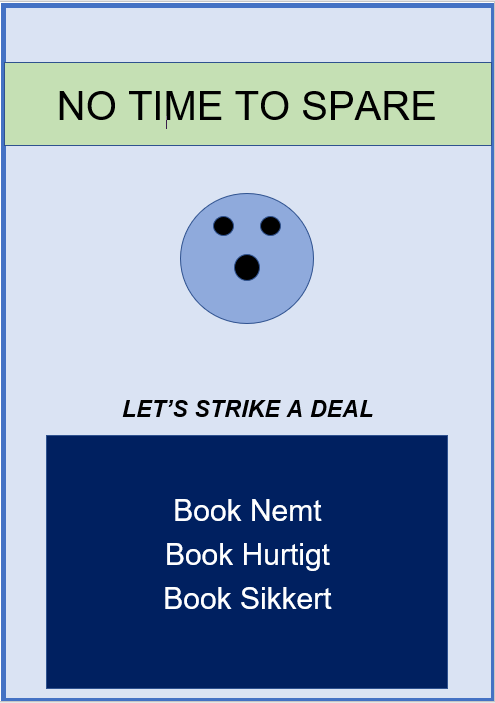 NO TIME TO SPARE
LET’S STRIKE A DEAL
Book Nemt
Book Hurtigt
Book Sikkert